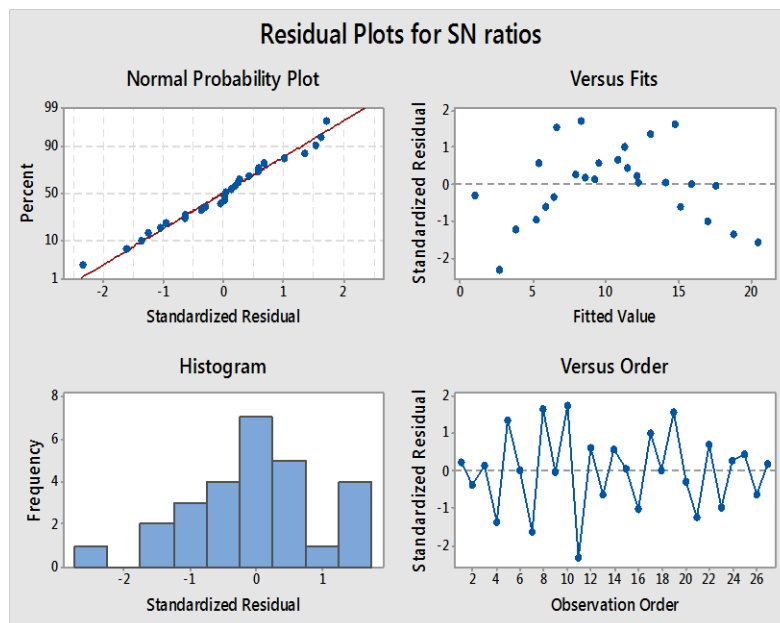 Residual Plots for SN ratios
Normal Probability Plot
Versus Fits
99
90
50
10
1
Percent
-2 -1 0 1 2
Standardized Residual
2
1
0
-1
-2
Standardized Residual
0 5 10 15 20
Fitted Value
Histogram
Versus Order
8
6
4
2
0
Frequency
-2 -1 0 1
Standardized Residual
2
1
0
-1
-2
Standardized Residual
2 4 6 8 10 12 14 16 18 20 22 24 26
Observation Order